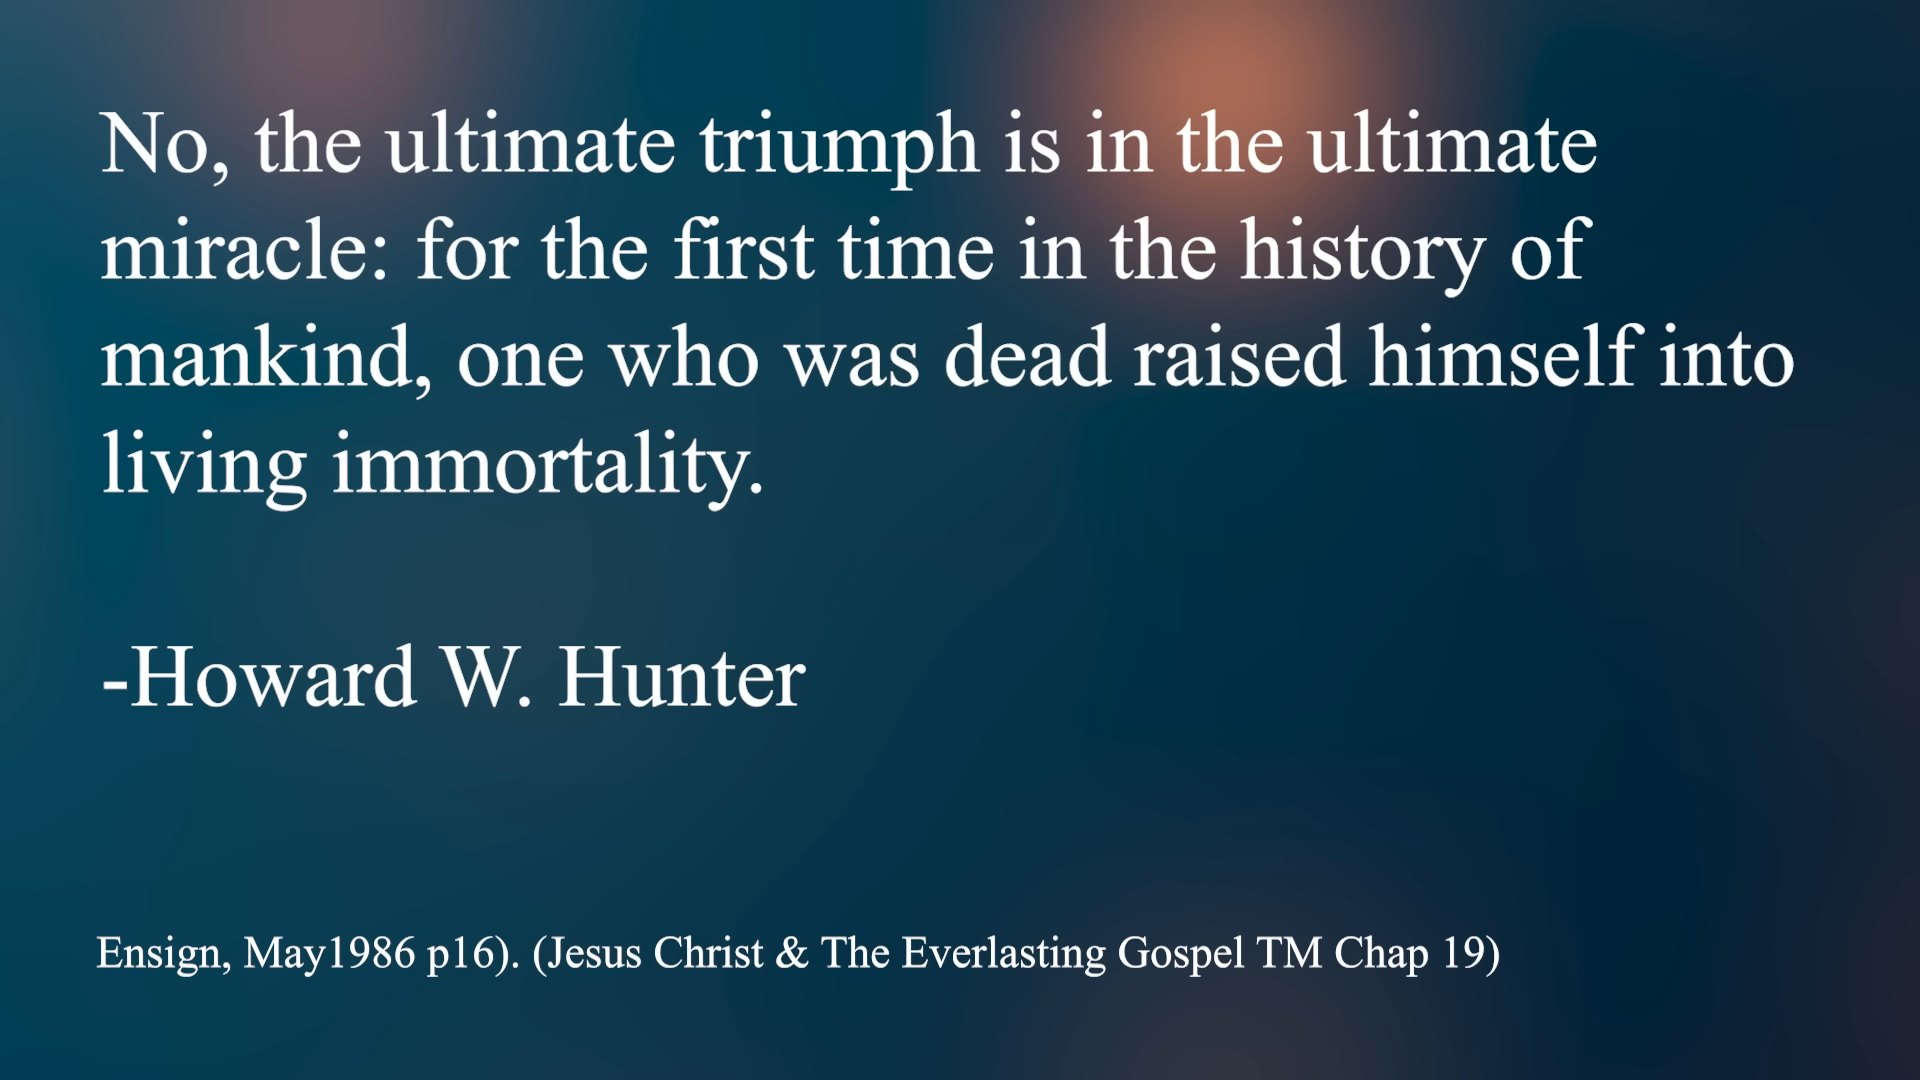 No, the ultimate triumph is in the ultimate
miracle: for the first time in the history of
mankind, one who was dead raised himself into
living immortality.
-Howard W. Hunter
Ensign, May1986 p16). (Jesus Christ & The Everlasting Gospel TM Chap 19)